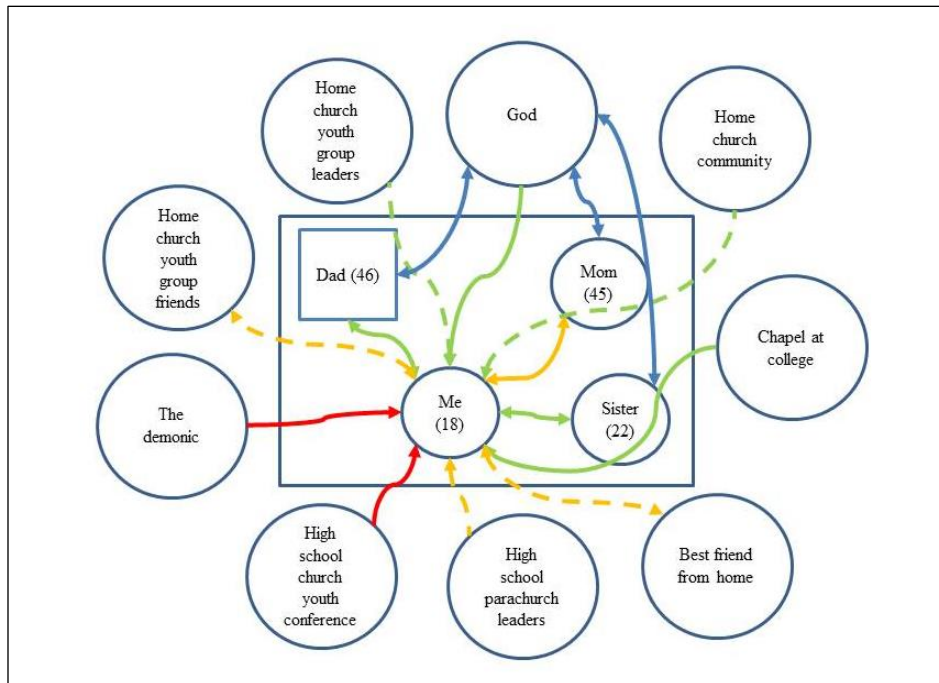 Home
church
youth
group
leaders
God
Home
church
community
Home
church
youth
group
friends
Dad (46)
Mom
(45)
Chapel at
college
The
demonic
Me
(18)
Sister
(22)
High
school
church
youth
conference
High
school
parachurch
leaders
Best friend
from home